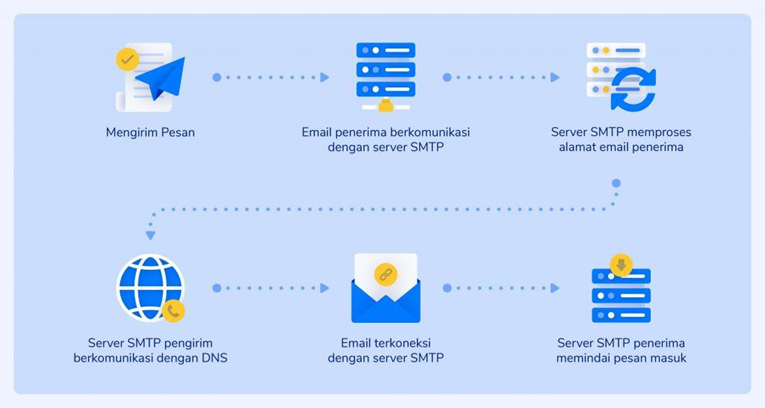 Mengirim Pesan
Email penerima berkomunikasi
dengan server SMTP
Server SMTP memproses
alamat email penerima
Server SMTP pengirim
berkomunikasi dengan DNS
Email terkoneksi
dengan server SMTP
Server SMTP penerima
memindai pesan masuk